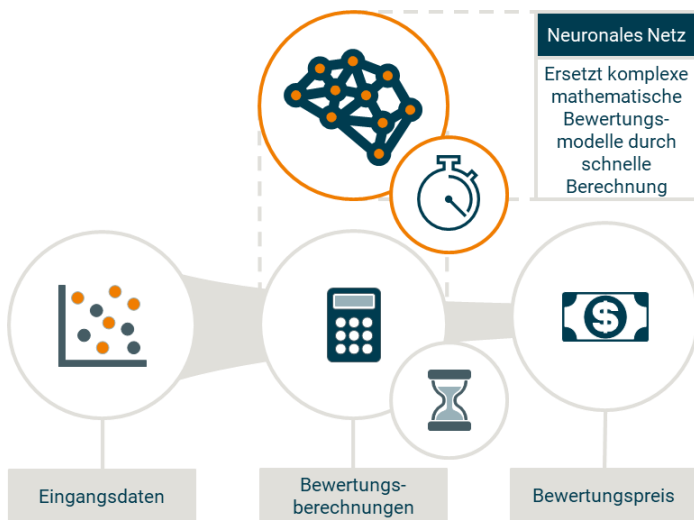 Neuronales Netz
Ersetzt komplexe
mathematische
Bewertungs-
modelle durch
schnelle
Berechnung
$
Eingangsdaten
Bewertungs-
berechnungen
Bewertungspreis